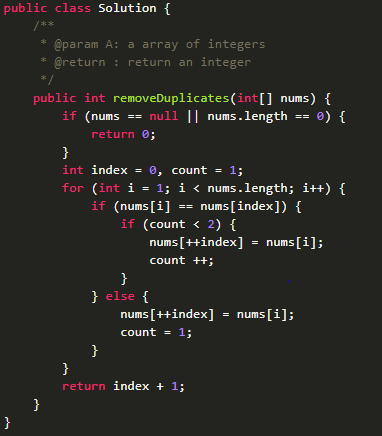 public class Solution {
    /**
     * @param A: a array of integers
     * @return : return an integer
     */
    public int removeDuplicates(int[] nums) {
        if (nums == null || nums.length == 0) {
            return 0;
        }
        int index = 0, count = 1;
        for (int i = 1; i < nums.length; i++) {
            if (nums[i] == nums[index]) {
                if (count < 2) {
                    nums[++index] = nums[i];
                    count ++;
                }
            } else {
                nums[++index] = nums[i];
                count = 1;
            }
        }
        return index + 1;
    }
}